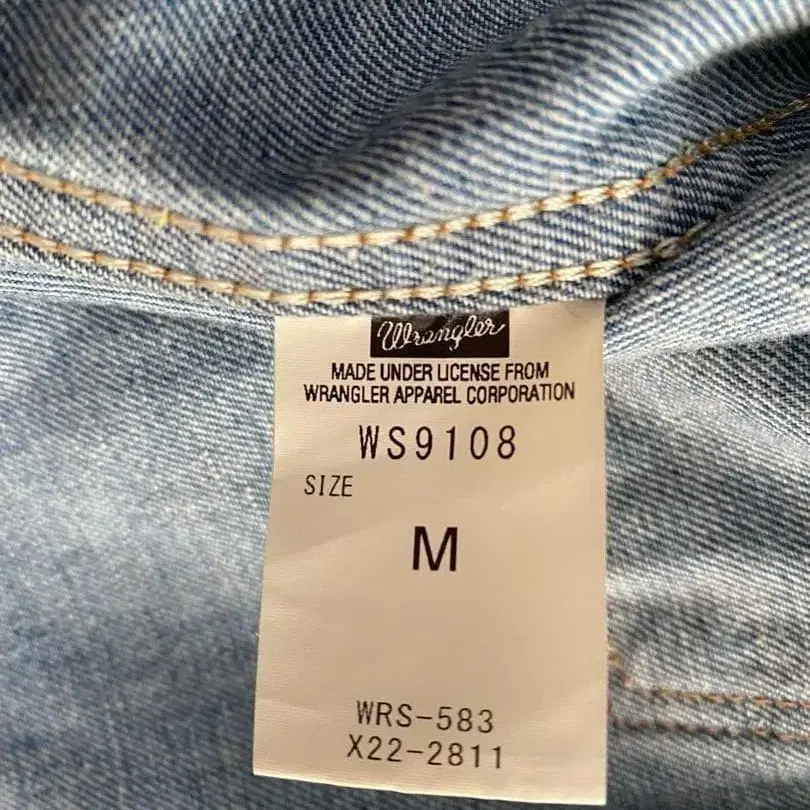 Wrangler
MADE UNDER LICENSE FROM
WRANGLER APPAREL CORPORATION
WS9108
SIZE
M
WRS-583
X22-2811